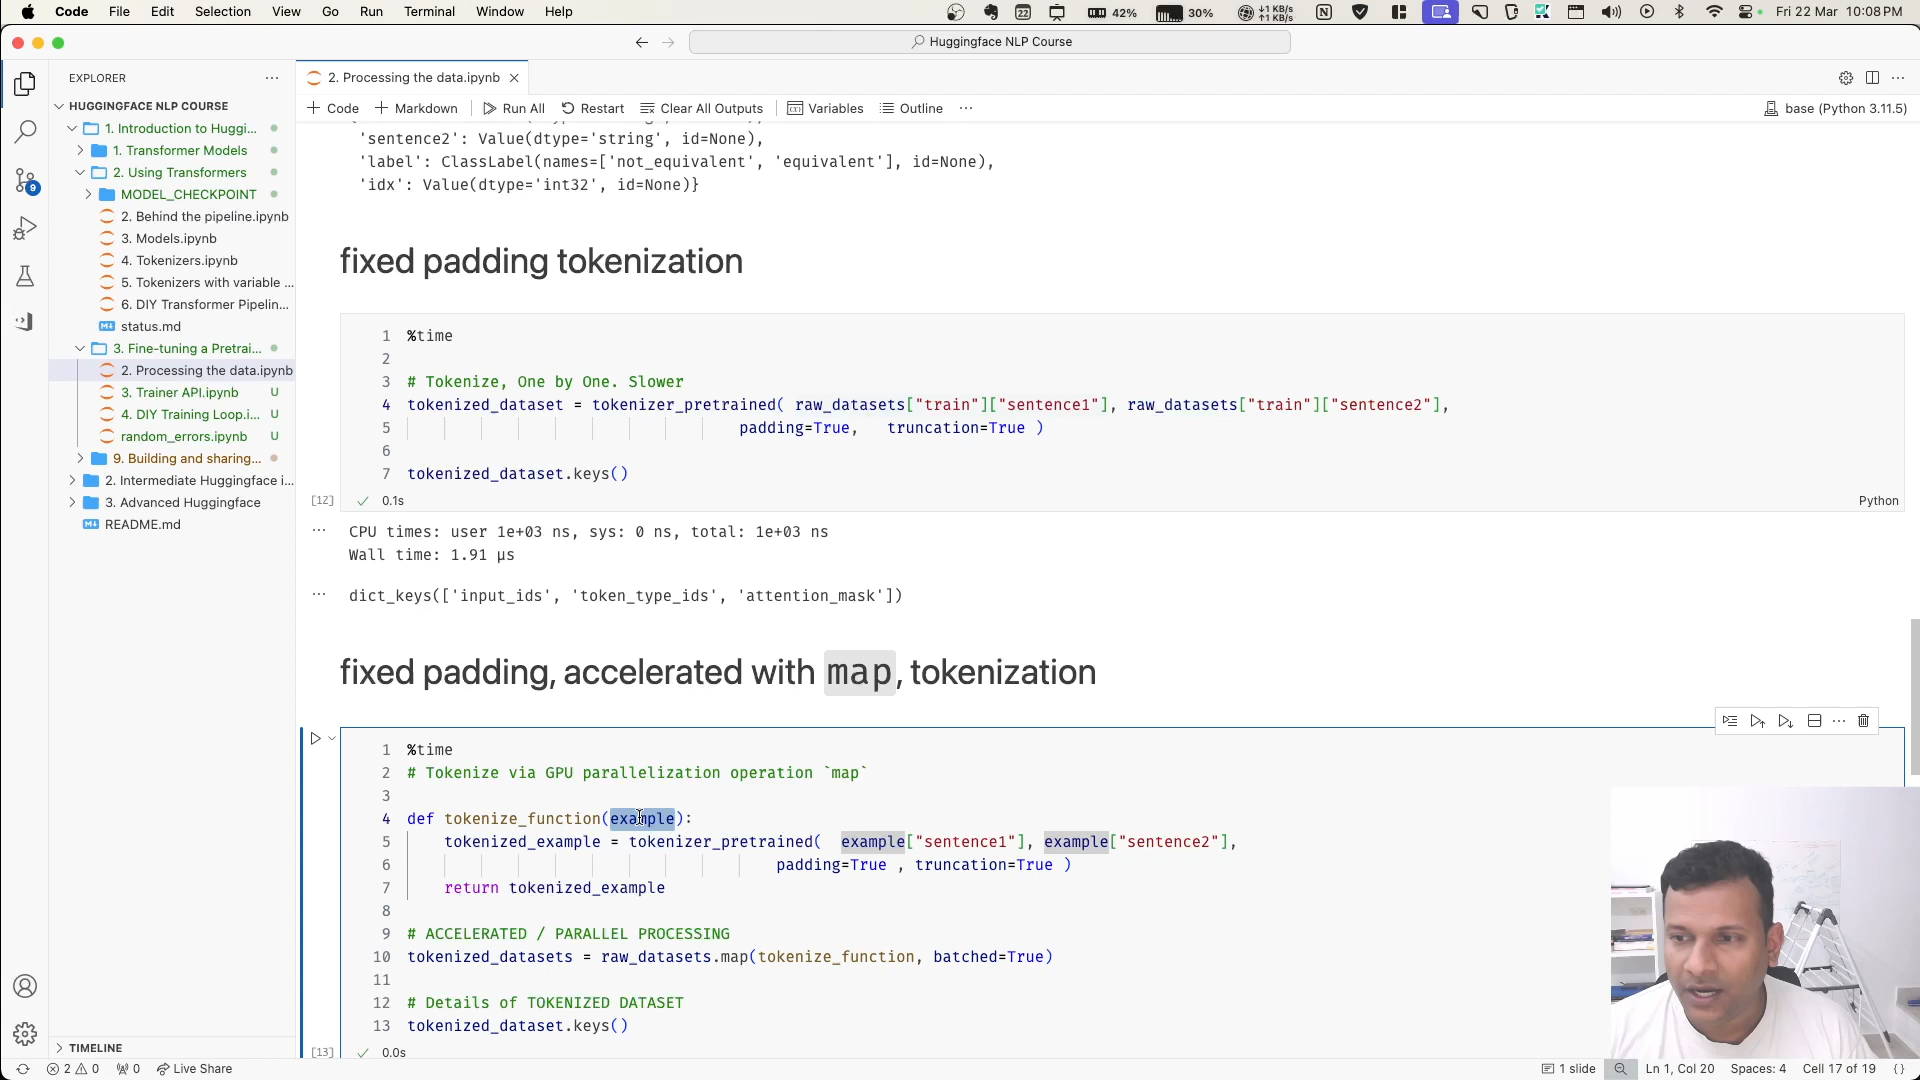 Code File Edit Selection View Go Run Terminal Window Help
22 42% 30% ↓1 KB/s ↑1 KB/s Fri 22 Mar 10:08 PM
Huggingface NLP Course
EXPLORER
HUGGINGFACE NLP COURSE
1. Introduction to Huggi...
1. Transformer Models
2. Using Transformers
MODEL_CHECKPOINT
2. Behind the pipeline.ipynb
3. Models.ipynb
4. Tokenizers.ipynb
5. Tokenizers with variable ...
6. DIY Transformer Pipelin...
status.md
3. Fine-tuning a Pretrai...
2. Processing the data.ipynb
3. Trainer API.ipynb U
4. DIY Training Loop.i... U
random_errors.ipynb U
9. Building and sharing...
2. Intermediate Huggingface i...
3. Advanced Huggingface
README.md
TIMELINE
2. Processing the data.ipynb
+ Code + Markdown Run All Restart Clear All Outputs Variables Outline ... base (Python 3.11.5)
'sentence2': Value(dtype='string', id=None),
'label': ClassLabel(names=['not_equivalent', 'equivalent'], id=None),
'idx': Value(dtype='int32', id=None)}
fixed padding tokenization
1 %time
2
3 # Tokenize, One by One. Slower
4 tokenized_dataset = tokenizer_pretrained( raw_datasets["train"]["sentence1"], raw_datasets["train"]["sentence2"],
5 padding=True, truncation=True )
6
7 tokenized_dataset.keys()
[12] ✓ 0.1s Python
... CPU times: user 1e+03 ns, sys: 0 ns, total: 1e+03 ns
Wall time: 1.91 µs
... dict_keys(['input_ids', 'token_type_ids', 'attention_mask'])
fixed padding, accelerated with map, tokenization
1 %time
2 # Tokenize via GPU parallelization operation `map`
3
4 def tokenize_function(example):
5 tokenized_example = tokenizer_pretrained( example["sentence1"], example["sentence2"],
6 padding=True , truncation=True )
7 return tokenized_example
8
9 # ACCELERATED / PARALLEL PROCESSING
10 tokenized_datasets = raw_datasets.map(tokenize_function, batched=True)
11
12 # Details of TOKENIZED DATASET
13 tokenized_dataset.keys()
[13] ✓ 0.0s
9
2 0 0 Live Share 1 slide Ln 1, Col 20 Spaces: 4 Cell 17 of 19 {}